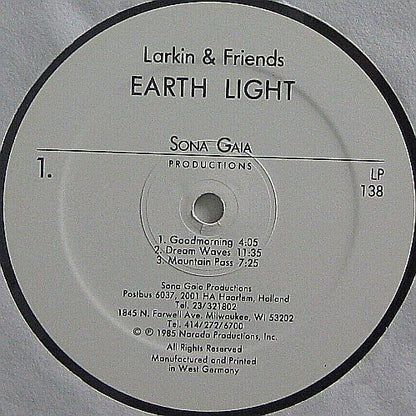 Larkin & Friends
EARTH LIGHT
SONA GAIA
PRODUCTIONS
1.
LP
138
1. Goodmorning 4:05
2. Dream Waves 11:35
3. Mountain Pass 7:25
Sona Gaia Productions
Postbus 6037, 2001 HA Haarlem, Holland
Tel. 23/321802
1845 N. Farwell Ave. Milwaukee, WI 53202
Tel. 414/272/6700
© ℗ 1985 Narada Productions, Inc.
All Rights Reserved
Manufactured and Printed
in West Germany